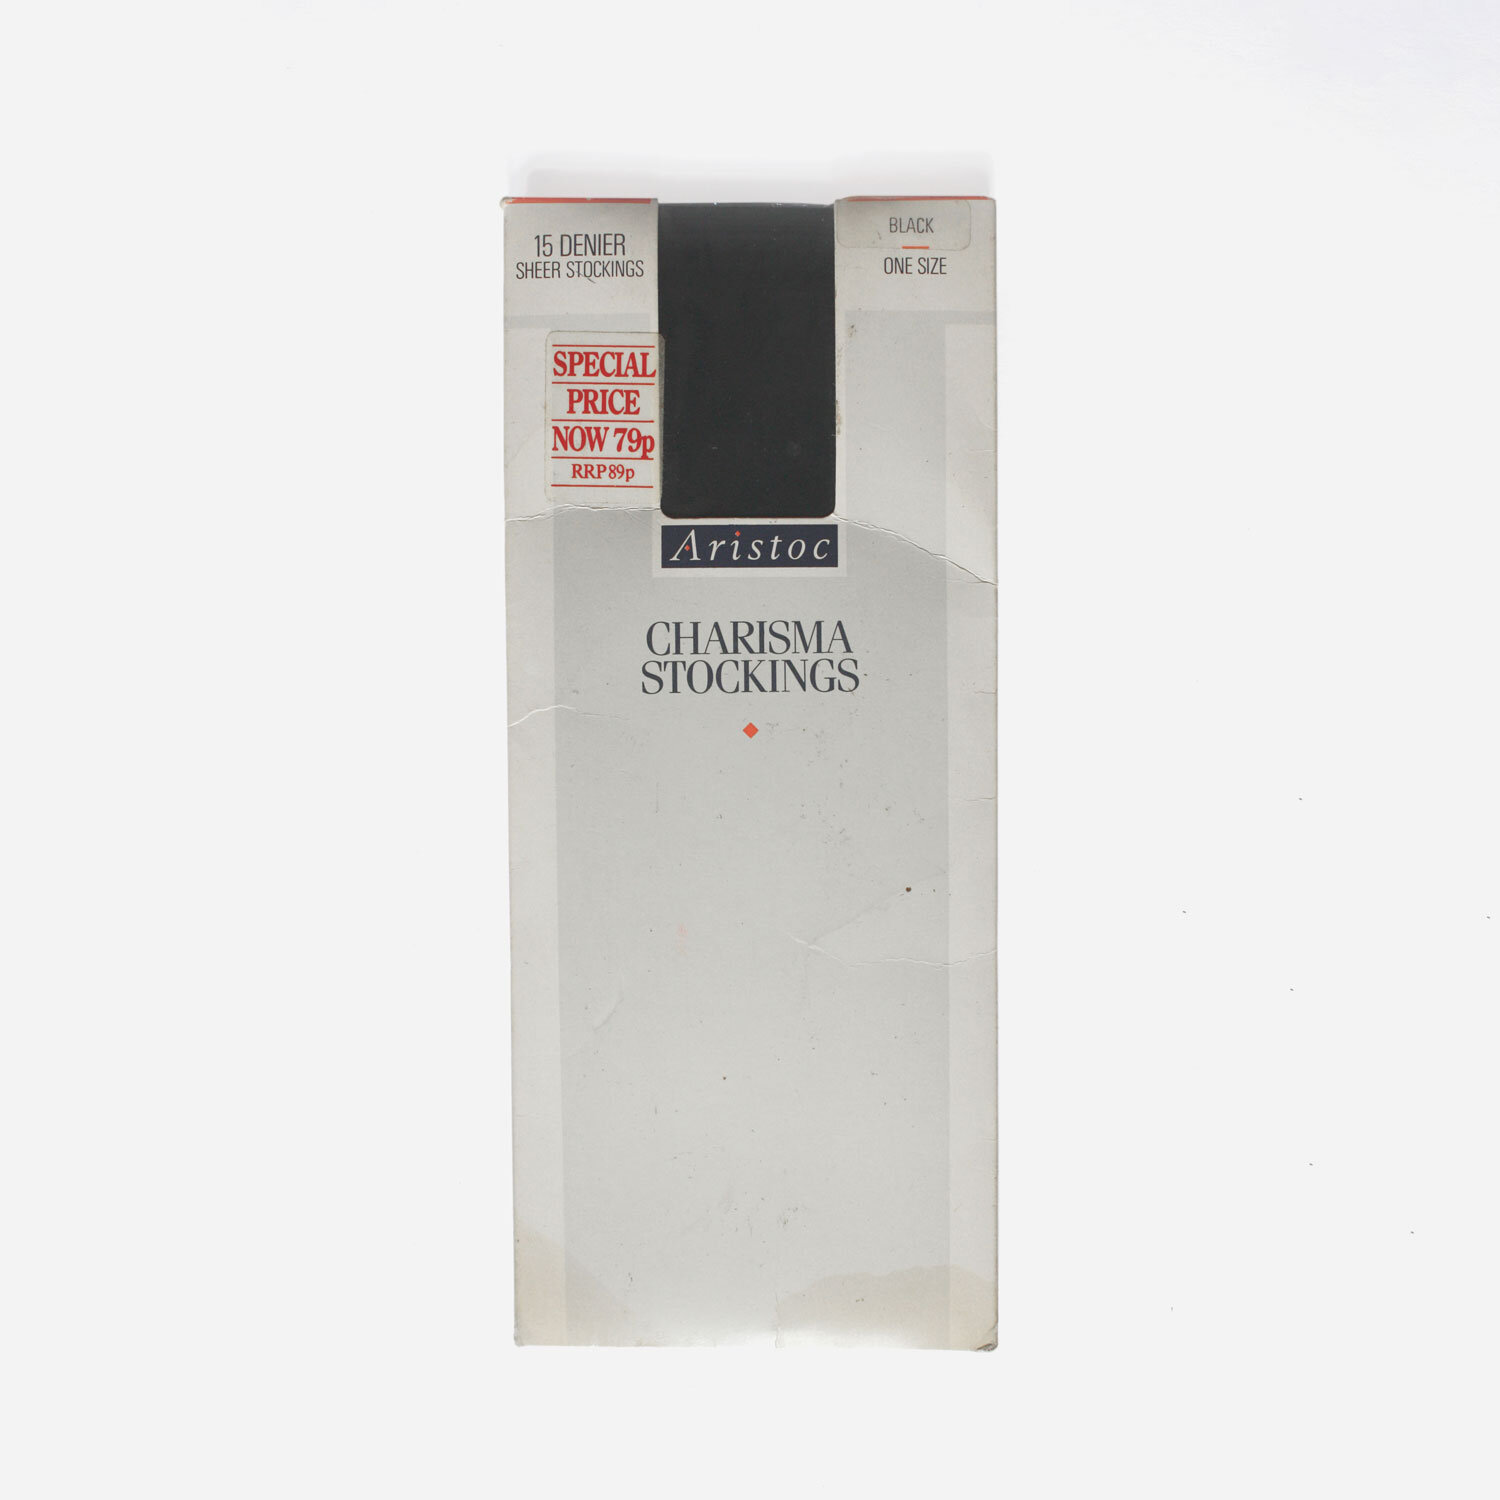 15 DENIER
SHEER STOCKINGS
BLACK
ONE SIZE
SPECIAL
PRICE
NOW 79p
RRP 89p
Aristoc
CHARISMA
STOCKINGS